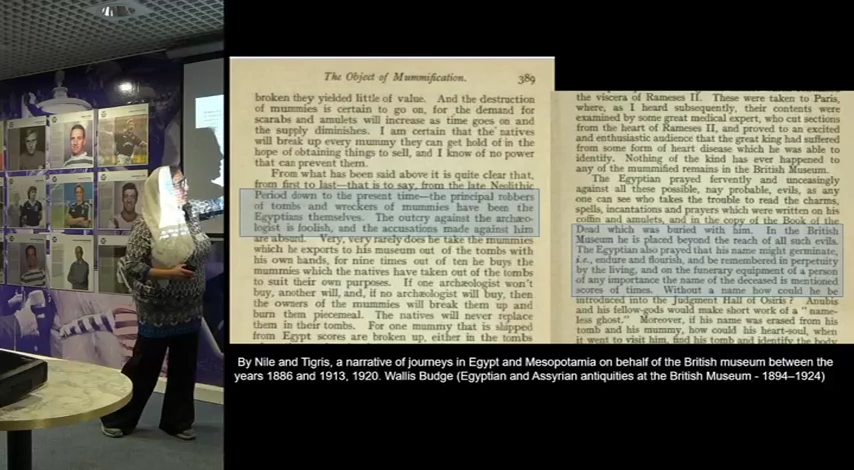 The Object of Mummification. 389
broken they yielded little of value. And the destruction
of mummies is certain to go on, for the demand for
scarabs and amulets will increase as time goes on and
the supply diminishes. I am certain that the natives
will break up every mummy they can get hold of in the
hope of obtaining things to sell, and I know of no power
that can prevent them.
From what has been said above it is quite clear that,
from first to last—that is to say, from the late Neolithic
Period down to the present time—the principal robbers
of tombs and wreckers of mummies have been the
Egyptians themselves. The outcry against the archæo-
logist is foolish, and the accusations made against him
are absurd. Very, very rarely does he take the mummies
which he exports to his museum out of the tombs with
his own hands, for nine times out of ten he buys the
mummies which the natives have taken out of the tombs
to suit their own purposes. If one archæologist won't
buy, another will, and, if no archæologist will buy, then
the owners of the mummies will break them up and
burn them piecemeal. The natives will never replace
them in their tombs. For one mummy that is shipped
from Egypt scores are broken up, either in the tombs
the viscera of Rameses II. These were taken to Paris,
where, as I heard subsequently, their contents were
examined by some great medical expert, who cut sections
from the heart of Rameses II, and proved to an excited
and enthusiastic audience that the great king had suffered
from some form of heart disease which he was able to
identify. Nothing of the kind has ever happened to
any of the mummified remains in the British Museum.
The Egyptian prayed fervently and unceasingly
against all these possible, nay probable, evils, as any
one can see who takes the trouble to read the charms,
spells, incantations and prayers which were written on his
coffin and amulets, and in the copy of the Book of the
Dead which was buried with him. In the British
Museum he is placed beyond the reach of all such evils.
The Egyptian also prayed that his name might germinate,
i.e., endure and flourish, and be remembered in perpetuity
by the living, and on the funerary equipment of a person
of any importance the name of the deceased is mentioned
scores of times. Without a name how could he be
introduced into the Judgment Hall of Osiris? Anubis
and his fellow-gods would make short work of a "name-
less ghost." Moreover, if his name was erased from his
tomb and his mummy, how could his heart-soul, when
it went to visit him, find his tomb and identify the body
By Nile and Tigris, a narrative of journeys in Egypt and Mesopotamia on behalf of the British museum between the
years 1886 and 1913, 1920. Wallis Budge (Egyptian and Assyrian antiquities at the British Museum - 1894–1924)